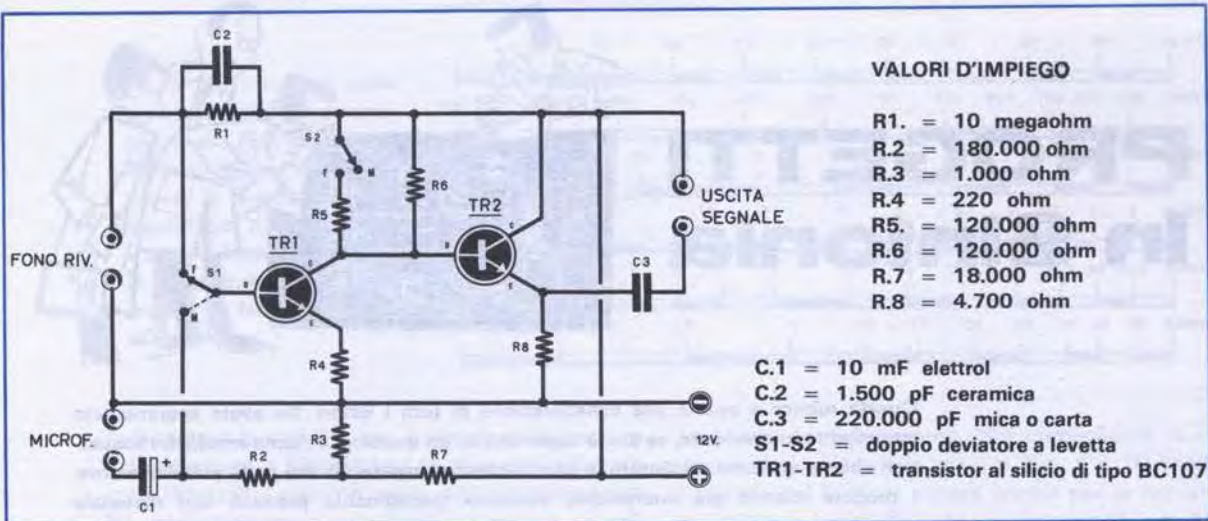 C2
R1
S2
F
M
R5
R6
TR1
TR2
C
B
E
C
B
E
FONO RIV.
F
S1
M
R4
R8
C3
USCITA
SEGNALE
MICROF.
C1
+
R2
R3
R7
−
12V.
+
VALORI D'IMPIEGO
R1. = 10 megaohm
R.2 = 180.000 ohm
R.3 = 1.000 ohm
R.4 = 220 ohm
R5. = 120.000 ohm
R.6 = 120.000 ohm
R.7 = 18.000 ohm
R.8 = 4.700 ohm
C.1 = 10 mF elettrol
C.2 = 1.500 pF ceramica
C.3 = 220.000 pF mica o carta
S1-S2 = doppio deviatore a levetta
TR1-TR2 = transistor al silicio di tipo BC107